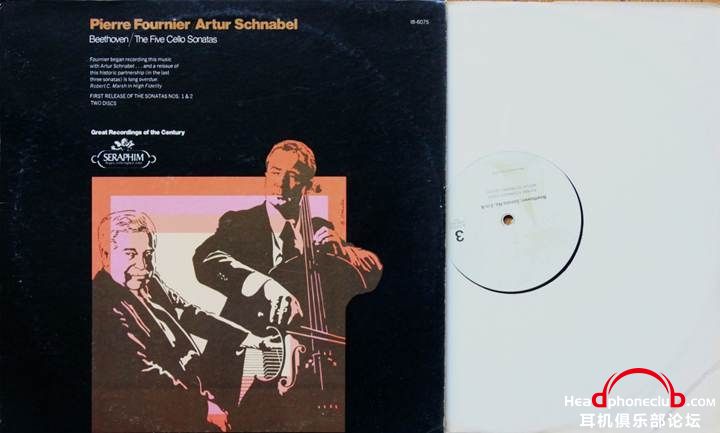 Pierre Fournier Artur Schnabel
IB-6075
Beethoven / The Five Cello Sonatas
Fournier began recording this music
with Artur Schnabel . . . and a reissue of
this historic partnership (in the last
three sonatas) is long overdue.
Robert C. Marsh in High Fidelity
FIRST RELEASE OF THE SONATAS NOS. 1 & 2
TWO DISCS
Great Recordings of the Century
SERAPHIM
3
Headphoneclub.com
耳机俱乐部论坛